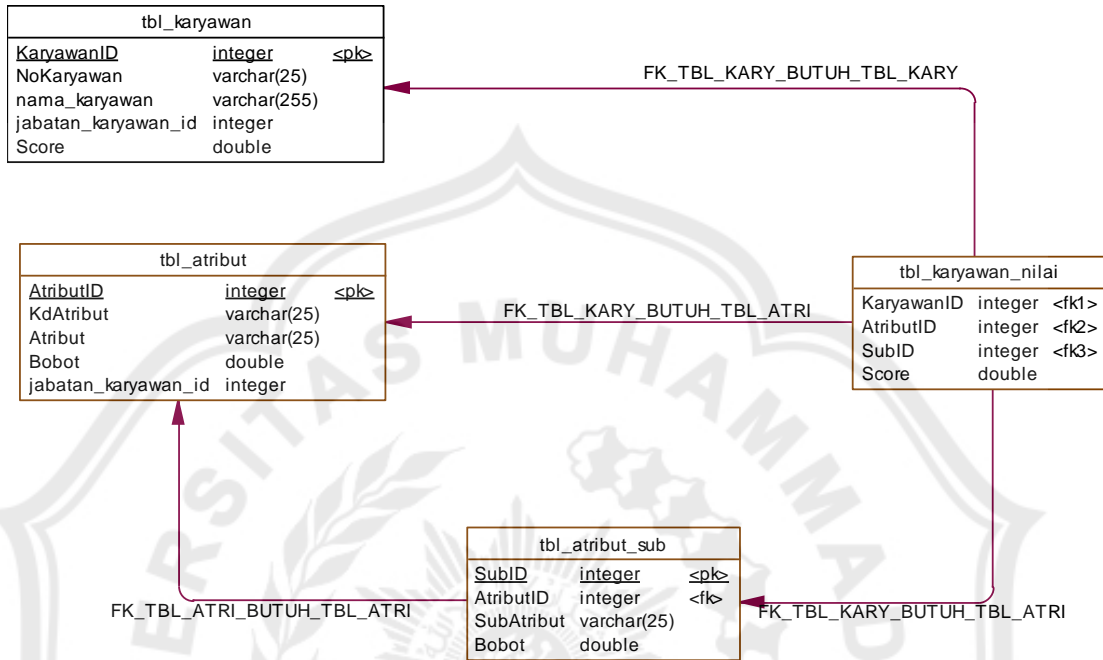 tbl_karyawan
KaryawanID integer <pk>
NoKaryawan varchar(25)
nama_karyawan varchar(255)
jabatan_karyawan_id integer
Score double
FK_TBL_KARY_BUTUH_TBL_KARY
tbl_atribut
AtributID integer <pk>
KdAtribut varchar(25)
Atribut varchar(25)
Bobot double
jabatan_karyawan_id integer
FK_TBL_KARY_BUTUH_TBL_ATRI
tbl_karyawan_nilai
KaryawanID integer <fk1>
AtributID integer <fk2>
SubID integer <fk3>
Score double
FK_TBL_ATRI_BUTUH_TBL_ATRI
tbl_atribut_sub
SubID integer <pk>
AtributID integer <fk>
SubAtribut varchar(25)
Bobot double
FK_TBL_KARY_BUTUH_TBL_ATRI
ERSITAS MUHAMMAD